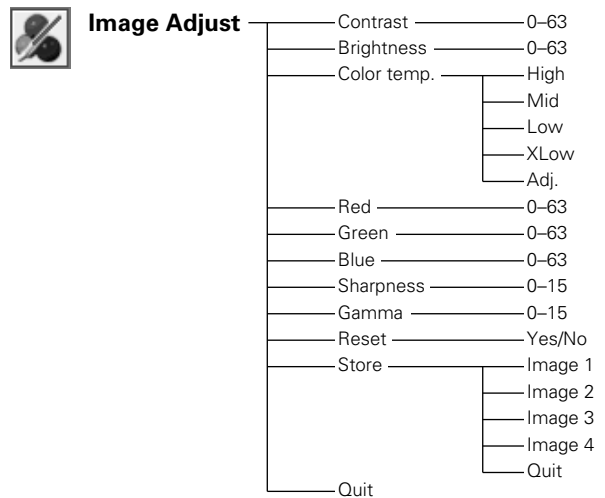 Image Adjust Contrast 0–63
Brightness 0–63
Color temp. High
Mid
Low
XLow
Adj.
Red 0–63
Green 0–63
Blue 0–63
Sharpness 0–15
Gamma 0–15
Reset Yes/No
Store Image 1
Image 2
Image 3
Image 4
Quit
Quit